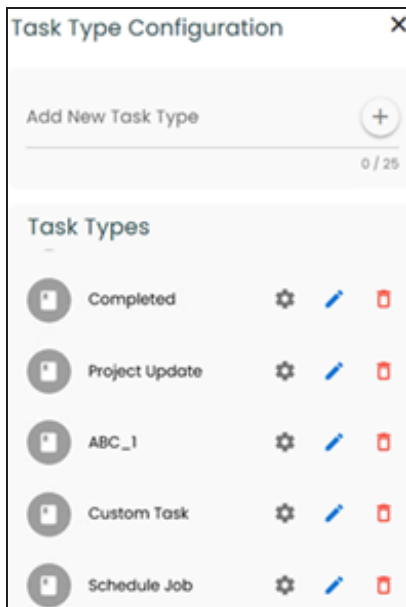 Task Type Configuration
Add New Task Type
0 / 25
Task Types
Completed
Project Update
ABC_1
Custom Task
Schedule Job